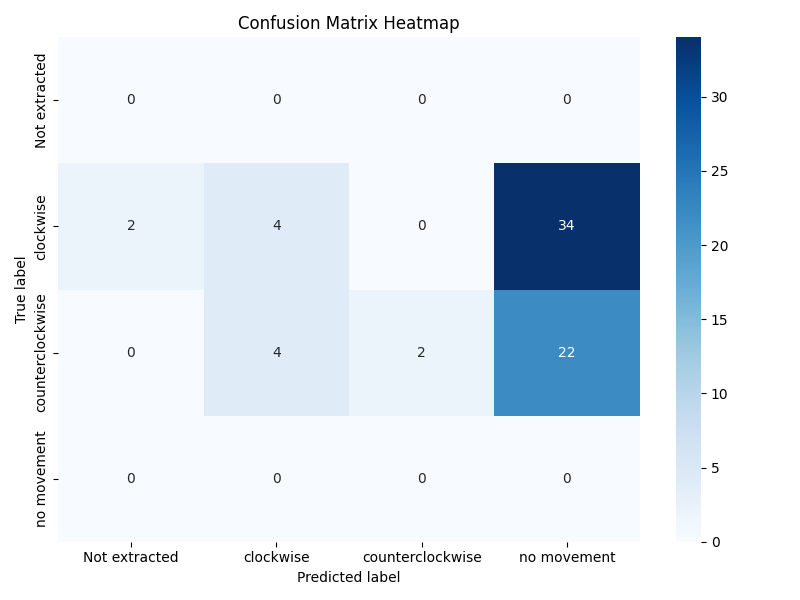 Confusion Matrix Heatmap
True label
Not extracted
0 0 0 0
clockwise
2 4 0 34
counterclockwise
0 4 2 22
no movement
0 0 0 0
Not extracted clockwise counterclockwise no movement
Predicted label
30
25
20
15
10
5
0